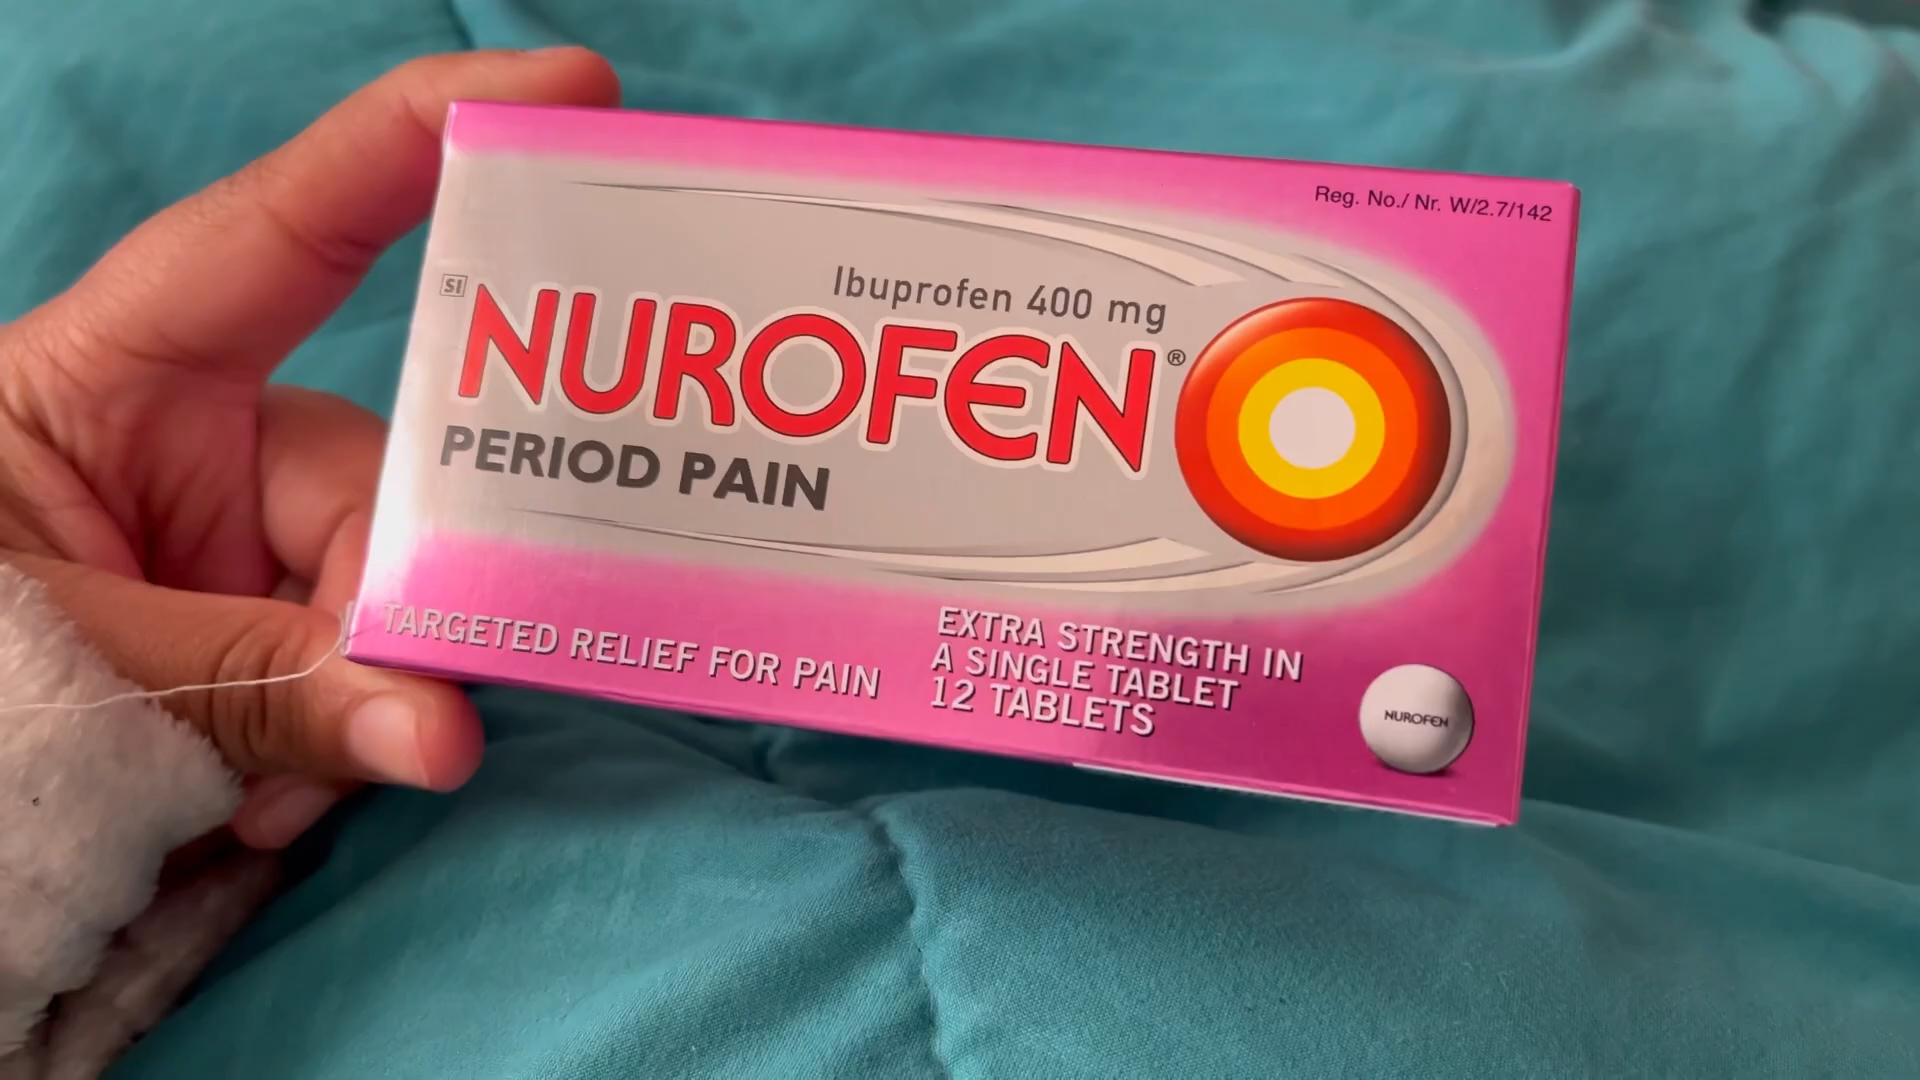 Reg. No./ Nr. W/2.7/142
Ibuprofen 400 mg
SI
NUROFEN®
PERIOD PAIN
TARGETED RELIEF FOR PAIN
EXTRA STRENGTH IN
A SINGLE TABLET
12 TABLETS
NUROFEN